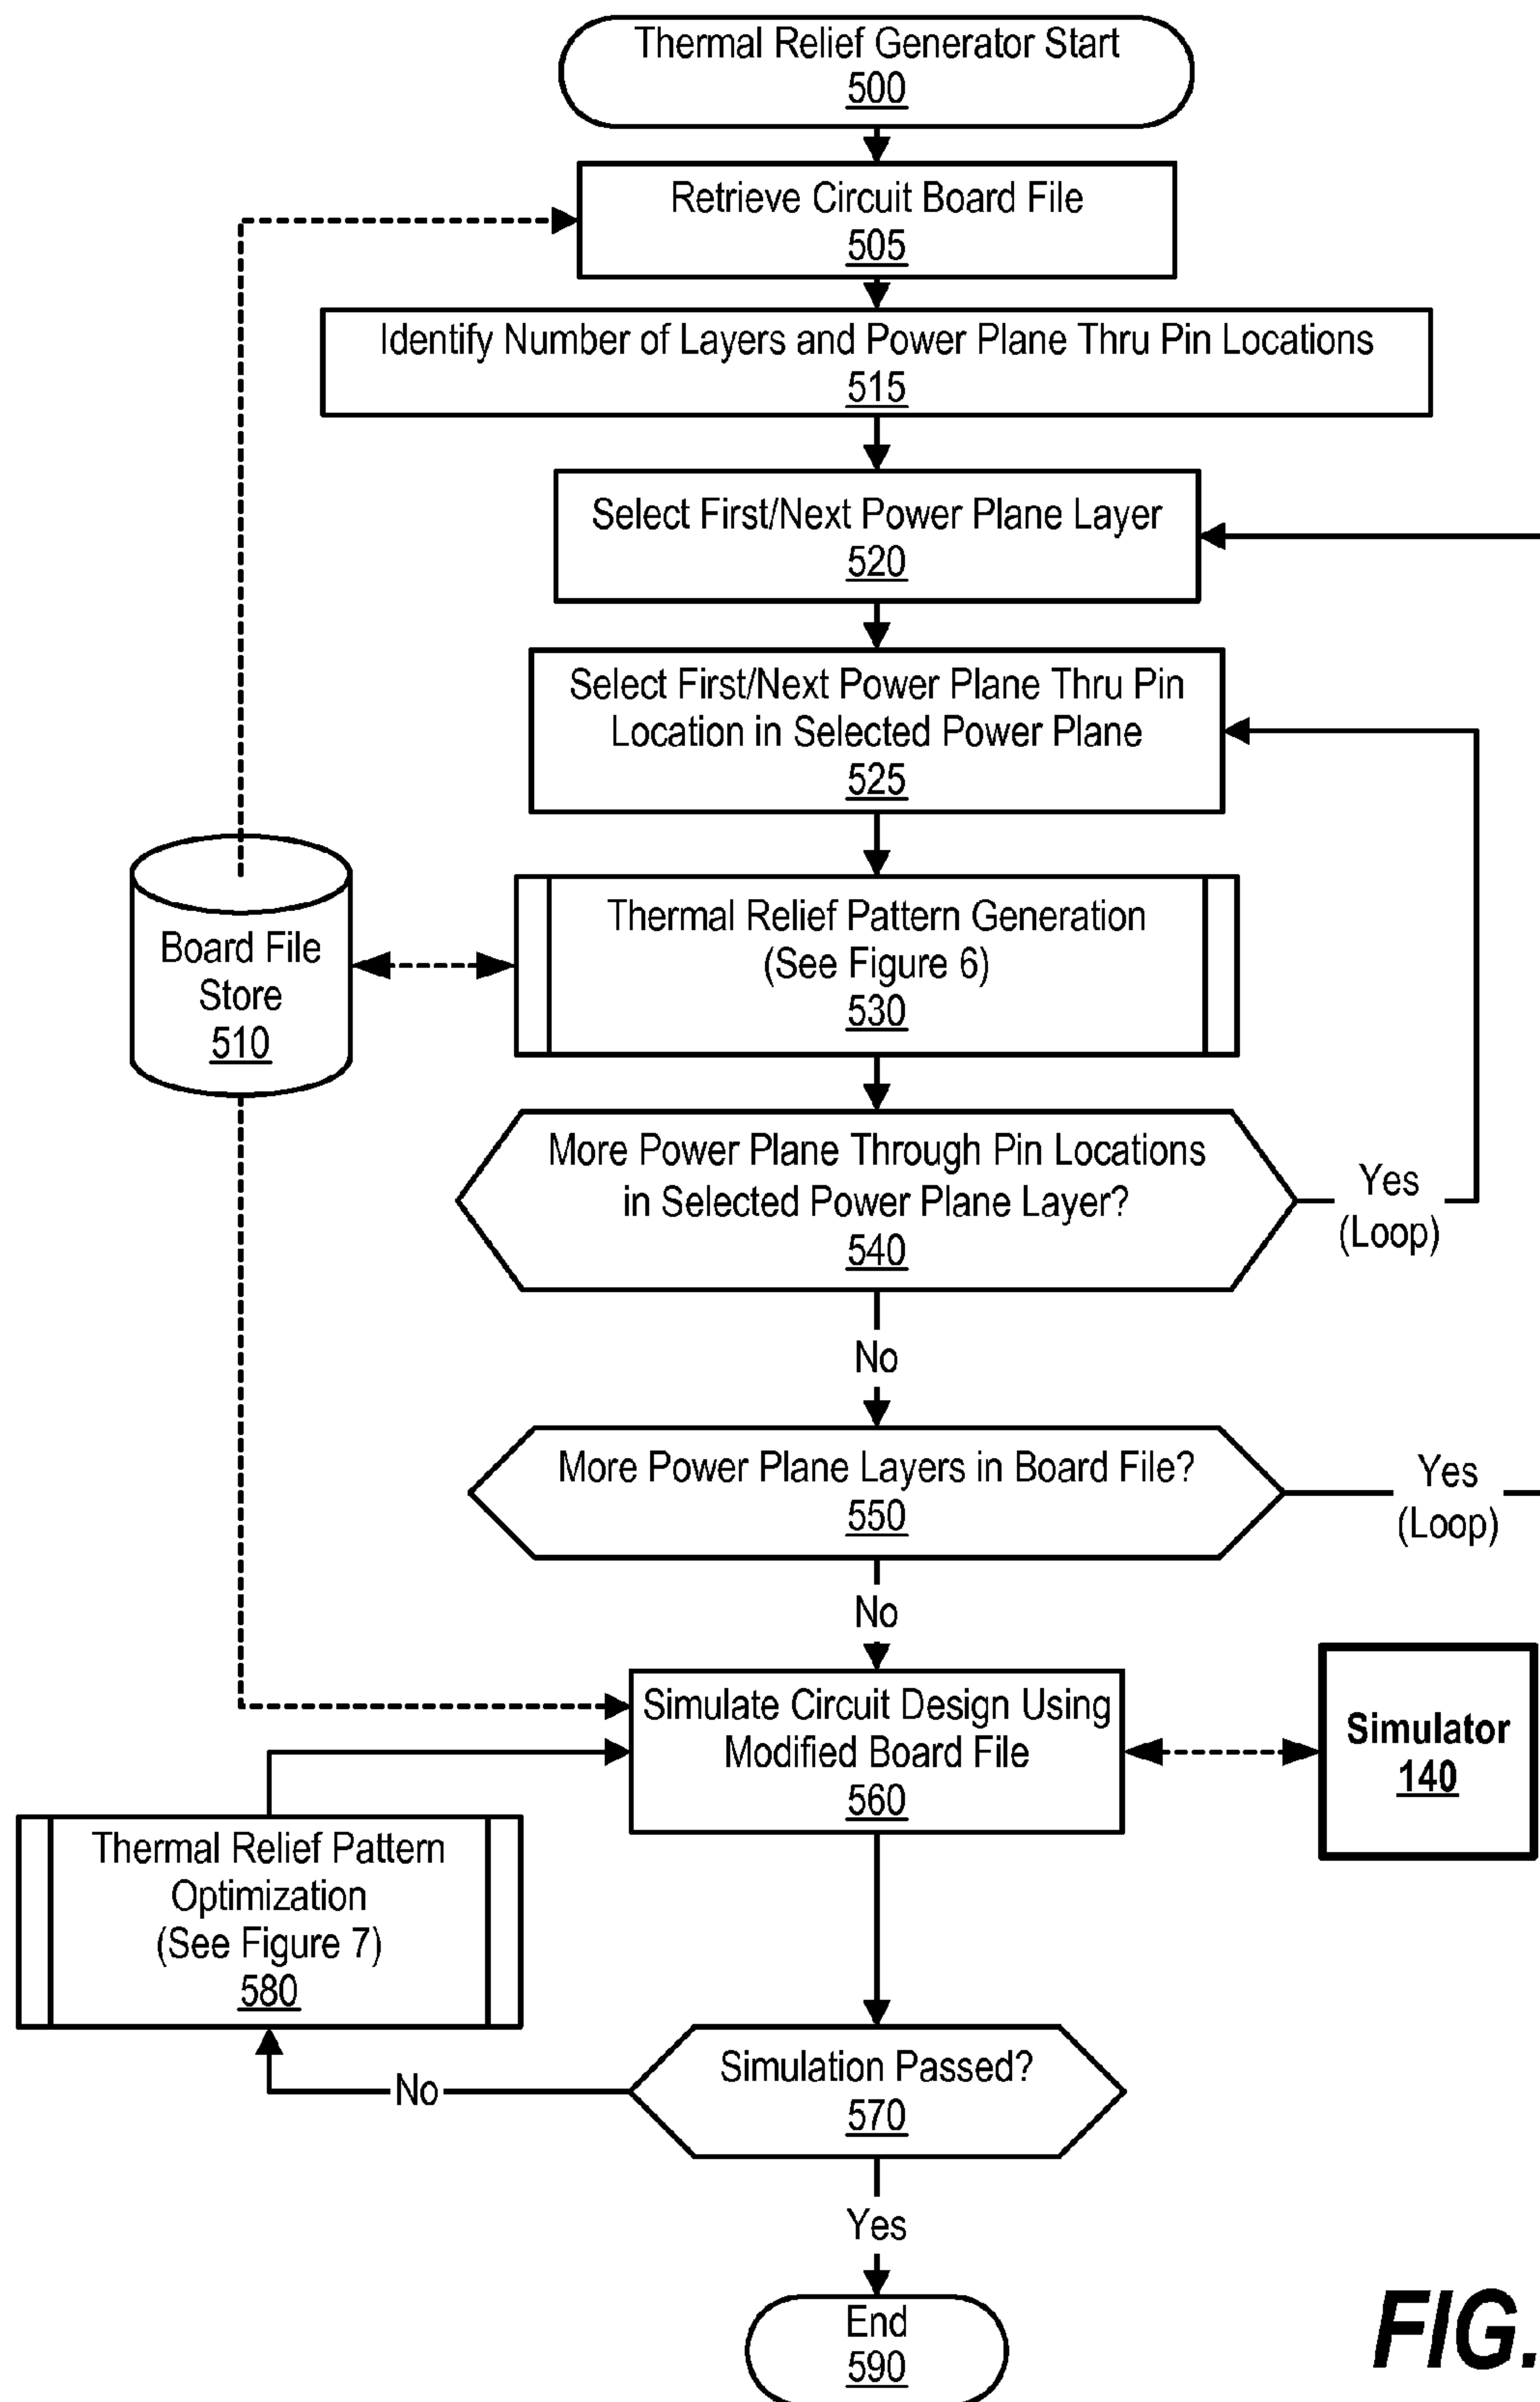 Thermal Relief Generator Start
500
Retrieve Circuit Board File
505
Identify Number of Layers and Power Plane Thru Pin Locations
515
Select First/Next Power Plane Layer
520
Select First/Next Power Plane Thru Pin
Location in Selected Power Plane
525
Board File
Store
510
Thermal Relief Pattern Generation
(See Figure 6)
530
More Power Plane Through Pin Locations
in Selected Power Plane Layer?
540
Yes
(Loop)
No
More Power Plane Layers in Board File?
550
Yes
(Loop)
No
Simulate Circuit Design Using
Modified Board File
560
Simulator
140
Thermal Relief Pattern
Optimization
(See Figure 7)
580
Simulation Passed?
570
No
Yes
End
590
FIG.